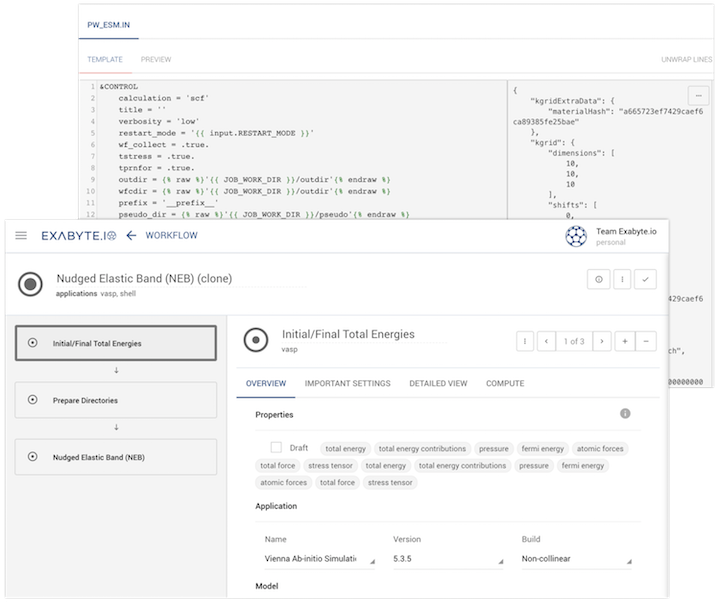 PW_ESM.IN
TEMPLATE PREVIEW UNWRAP LINES
1 &CONTROL
2 calculation = 'scf'
3 title = ''
4 verbosity = 'low'
5 restart_mode = '{{ input.RESTART_MODE }}'
6 wf_collect = .true.
7 tstress = .true.
8 tprnfor = .true.
9 outdir = {% raw %}'{{ JOB_WORK_DIR }}/outdir'{% endraw %}
10 wfcdir = {% raw %}'{{ JOB_WORK_DIR }}/outdir'{% endraw %}
11 prefix = '__prefix__'
12 pseudo_dir = {% raw %}'{{ JOB_WORK_DIR }}/pseudo'{% endraw %}
{
"kgridExtraData": {
"materialHash": "a665723ef7429caef6
ca89385fe25bae"
},
"kgrid": {
"dimensions": [
10,
10,
10
],
"shifts": [
0,
29caef6
ch",
00000000
EXABYTE.IO WORKFLOW
Team Exabyte.io
personal
Nudged Elastic Band (NEB) (clone)
applications vasp, shell
Initial/Final Total Energies
Prepare Directories
Nudged Elastic Band (NEB)
Initial/Final Total Energies
vasp
1 of 3
OVERVIEW IMPORTANT SETTINGS DETAILED VIEW COMPUTE
Properties
Draft total energy total energy contributions pressure fermi energy atomic forces
total force stress tensor total energy total energy contributions pressure fermi energy
atomic forces total force stress tensor
Application
Name Version Build
Vienna Ab-initio Simulati 5.3.5 Non-collinear
Model